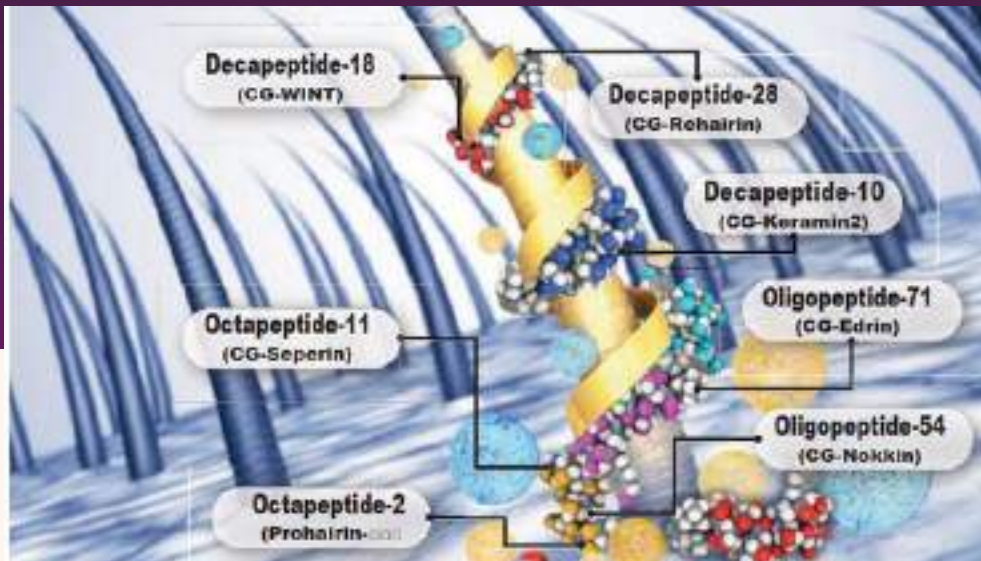 Decapeptide-18
(CG-WINT)
Decapeptide-28
(CG-Rehairin)
Decapeptide-10
(CG-Keramin2)
Oligopeptide-71
(CG-Edrin)
Octapeptide-11
(CG-Seperin)
Oligopeptide-54
(CG-Nokkin)
Octapeptide-2